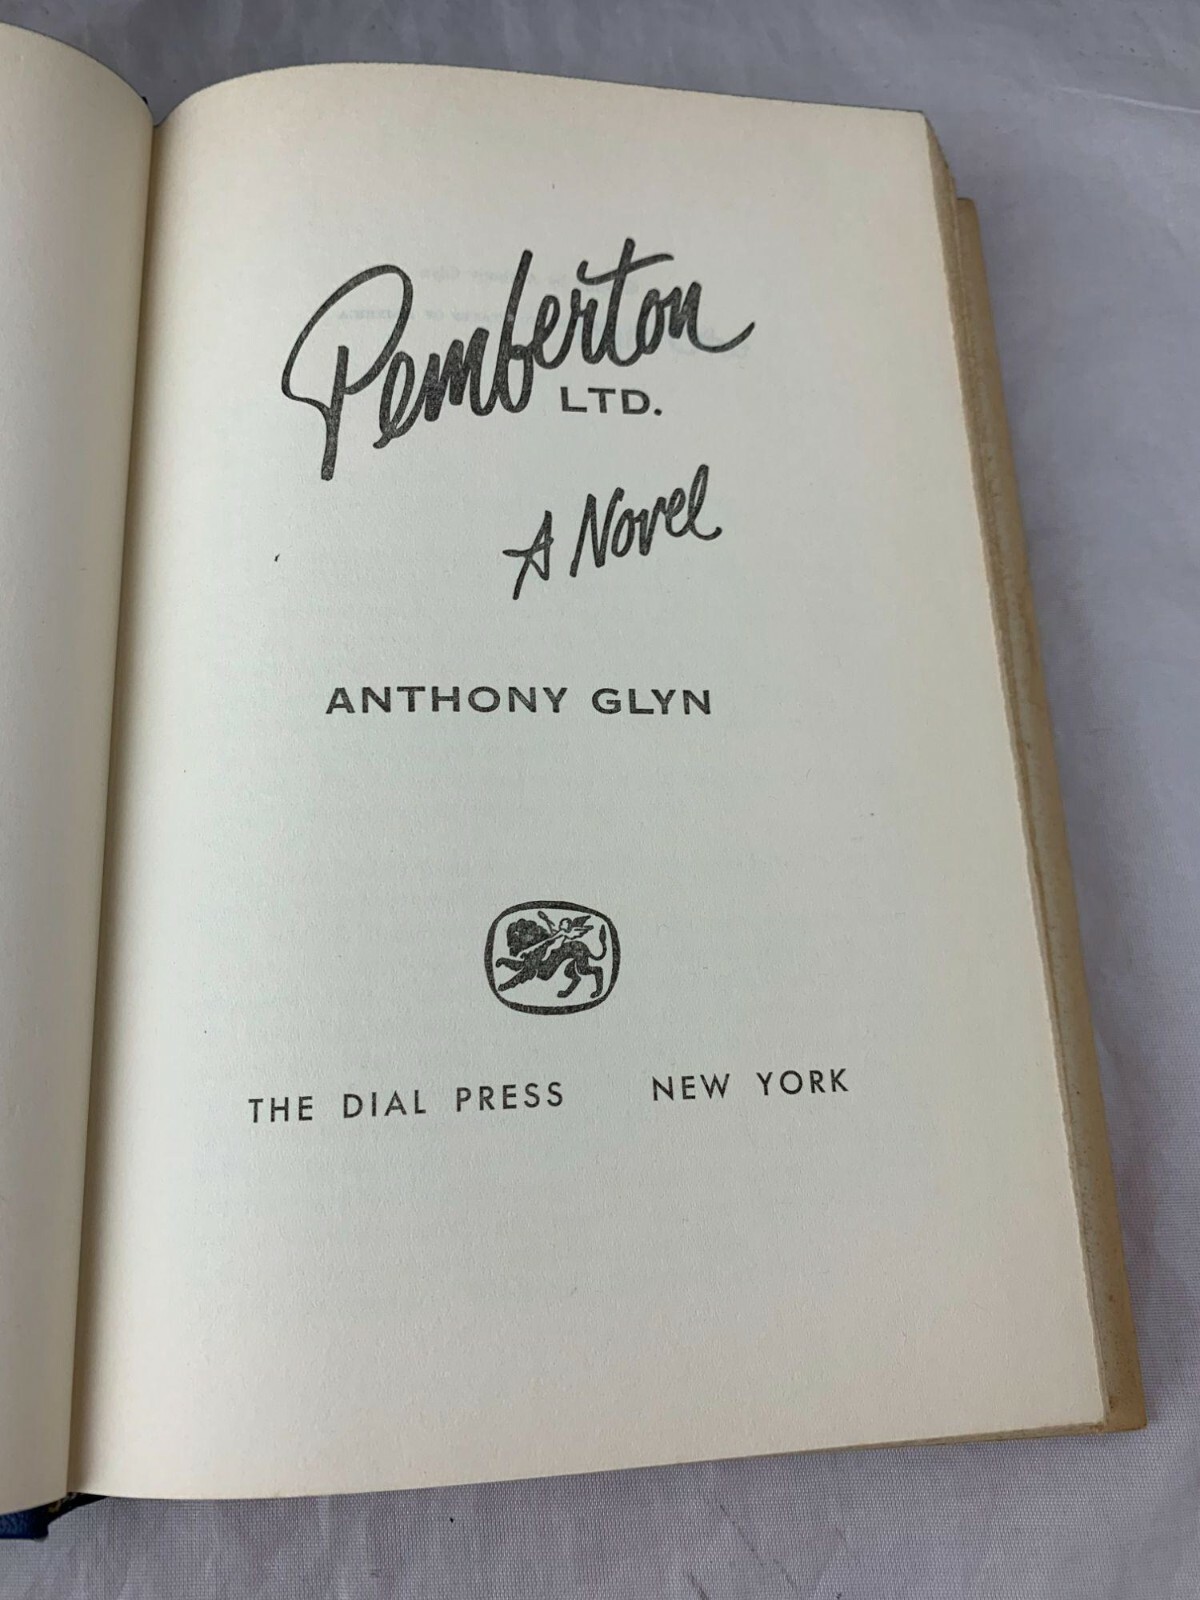 Pemberton
LTD.
A Novel
ANTHONY GLYN
THE DIAL PRESS NEW YORK